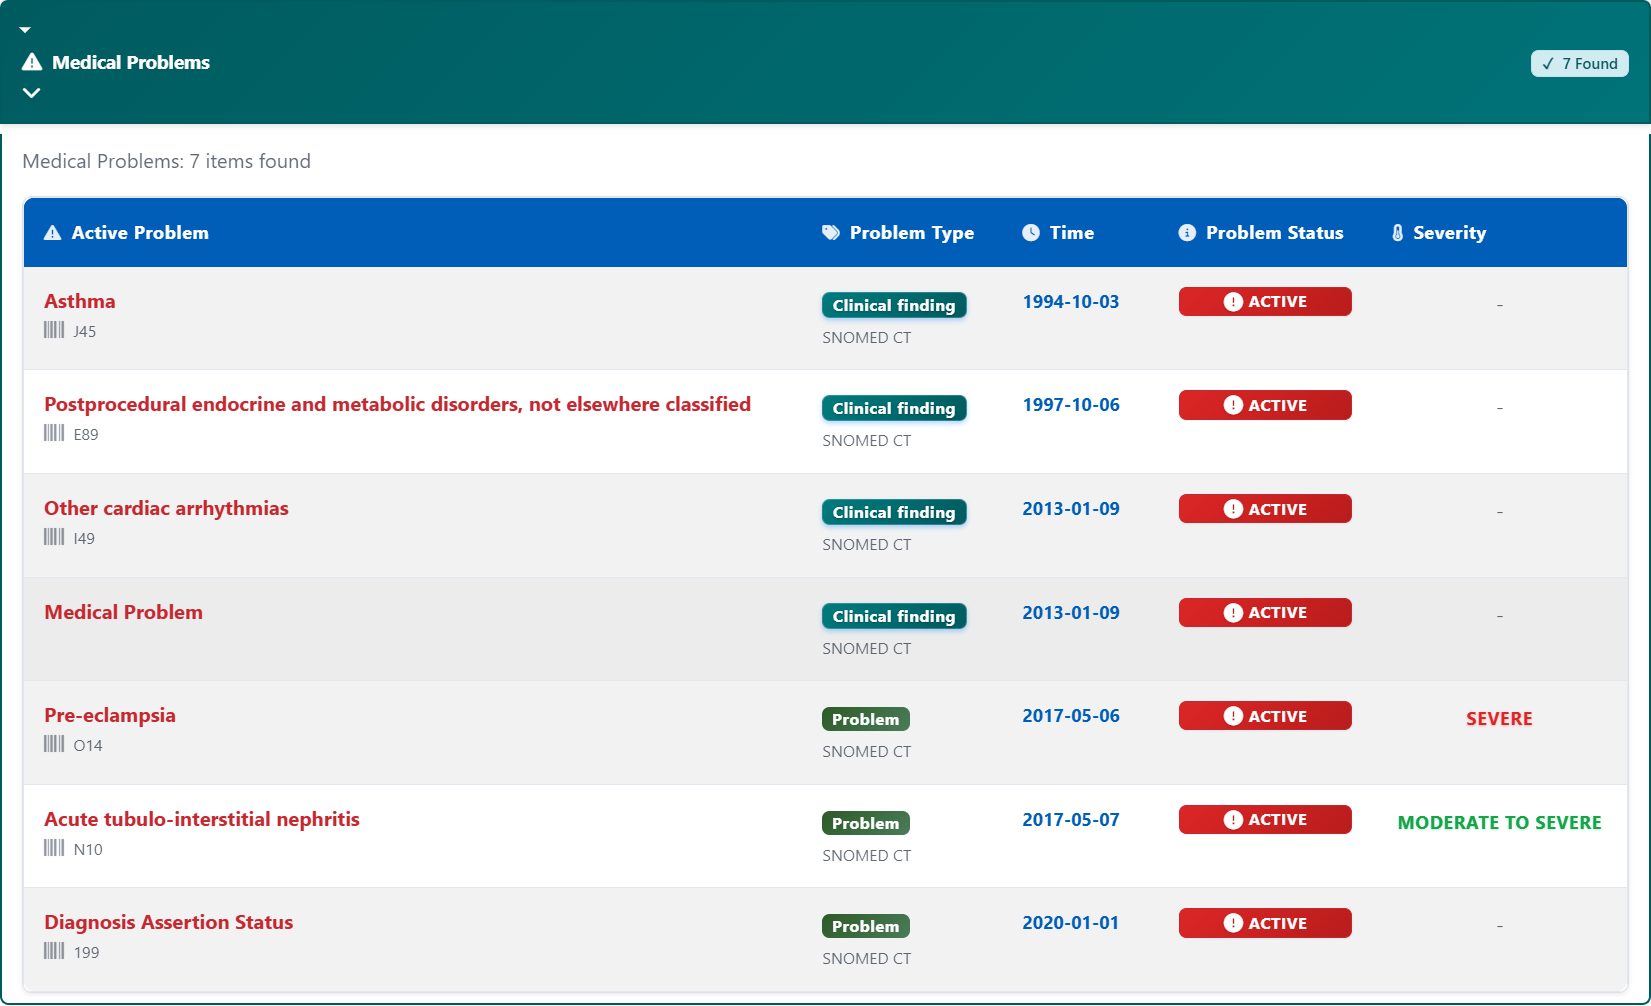 Medical Problems
✓ 7 Found
Medical Problems: 7 items found
Active Problem Problem Type Time Problem Status Severity
Asthma Clinical finding 1994-10-03 ACTIVE -
J45 SNOMED CT
Postprocedural endocrine and metabolic disorders, not elsewhere classified Clinical finding 1997-10-06 ACTIVE -
E89 SNOMED CT
Other cardiac arrhythmias Clinical finding 2013-01-09 ACTIVE -
I49 SNOMED CT
Medical Problem Clinical finding 2013-01-09 ACTIVE -
SNOMED CT
Pre-eclampsia Problem 2017-05-06 ACTIVE SEVERE
O14 SNOMED CT
Acute tubulo-interstitial nephritis Problem 2017-05-07 ACTIVE MODERATE TO SEVERE
N10 SNOMED CT
Diagnosis Assertion Status Problem 2020-01-01 ACTIVE -
199 SNOMED CT